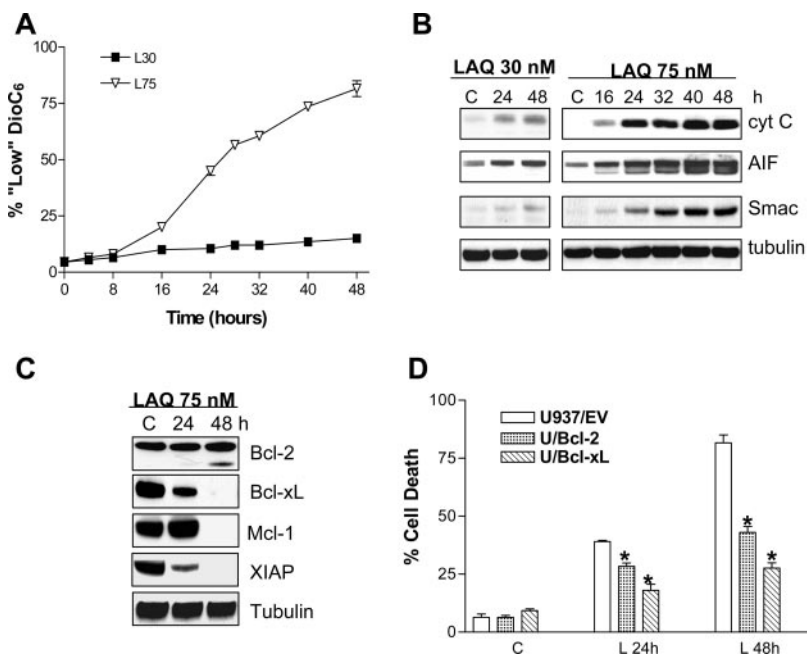 A
L30
L75
100
75
50
25
0
% "Low" DioC6
0 8 16 24 32 40 48
Time (hours)
B
LAQ 30 nM LAQ 75 nM
C 24 48 C 16 24 32 40 48 h
cyt C
AIF
Smac
tubulin
C
LAQ 75 nM
C 24 48 h
Bcl-2
Bcl-xL
Mcl-1
XIAP
Tubulin
D
U937/EV
U/Bcl-2
U/Bcl-xL
100
75
50
25
0
% Cell Death
* * * *
C L 24h L 48h